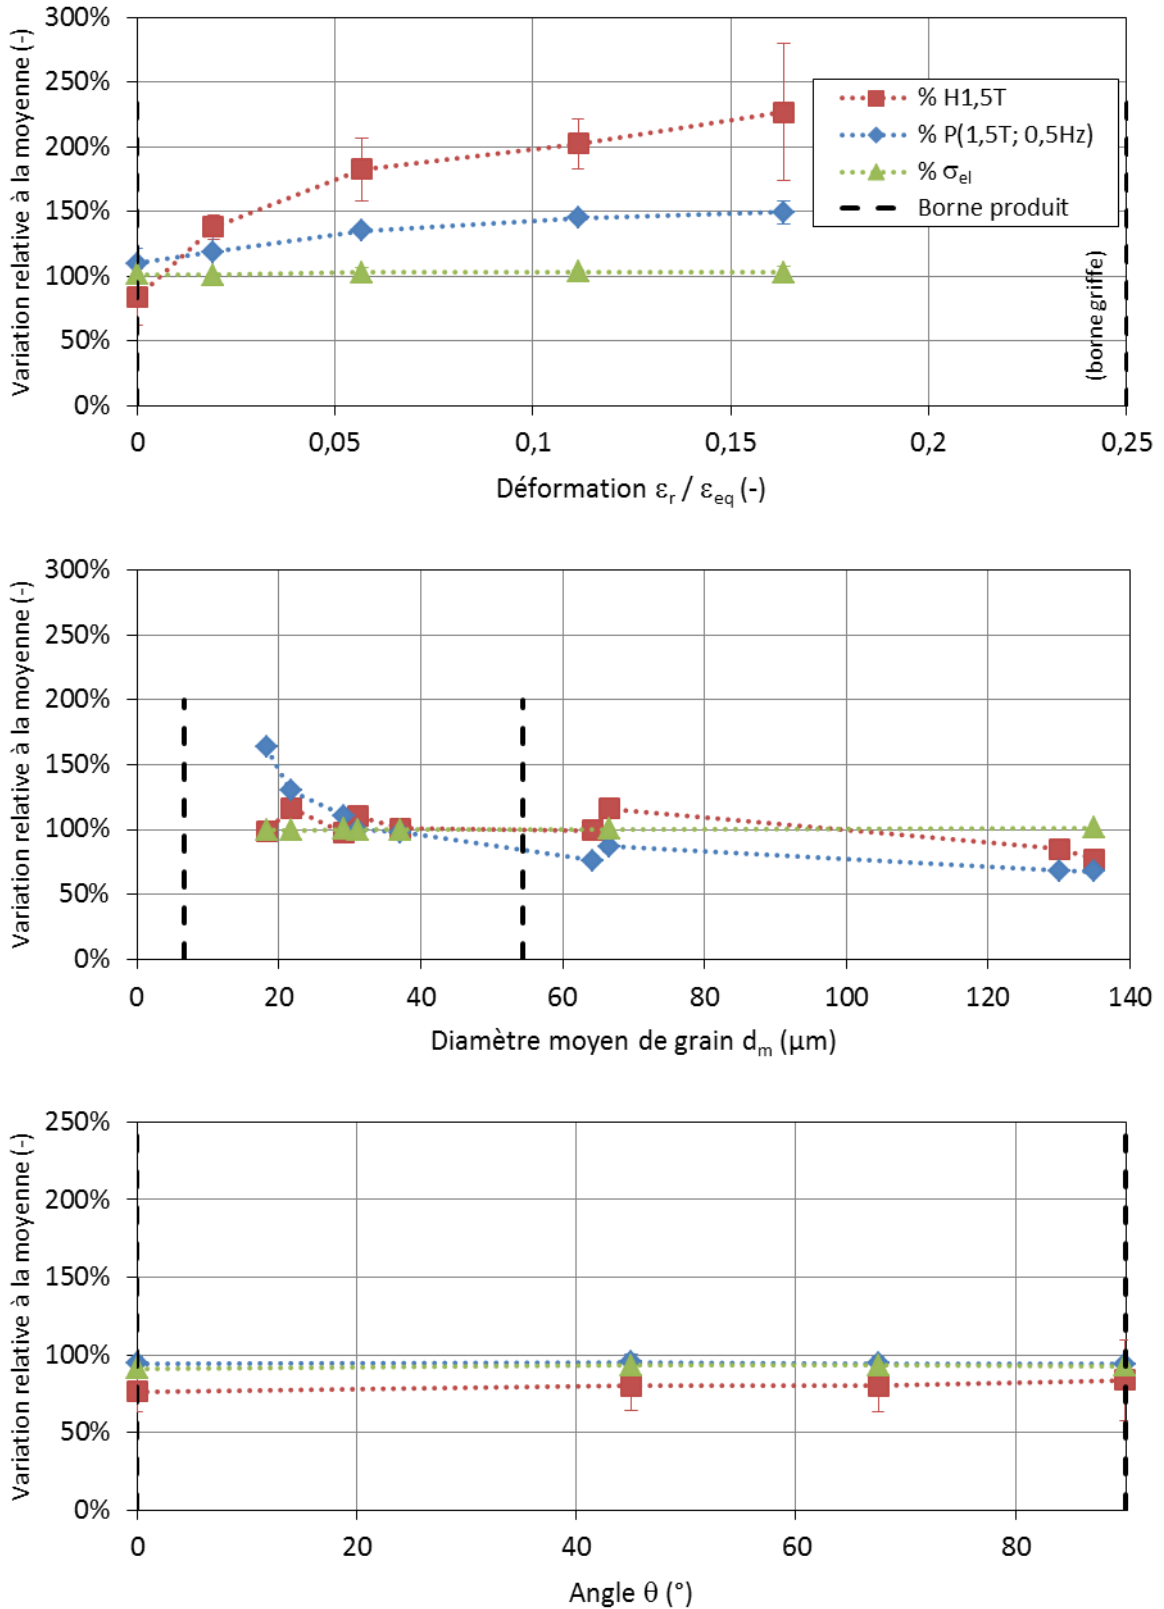 Variation relative à la moyenne (-)
300%
250%
200%
150%
100%
50%
0%
% H1,5T
% P(1,5T; 0,5Hz)
% σel
Borne produit
(borne griffe)
0 0,05 0,1 0,15 0,2 0,25
Déformation εr / εeq (-)
Variation relative à la moyenne (-)
300%
250%
200%
150%
100%
50%
0%
0 20 40 60 80 100 120 140
Diamètre moyen de grain dm (µm)
Variation relative à la moyenne (-)
250%
200%
150%
100%
50%
0%
0 20 40 60 80
Angle θ (°)